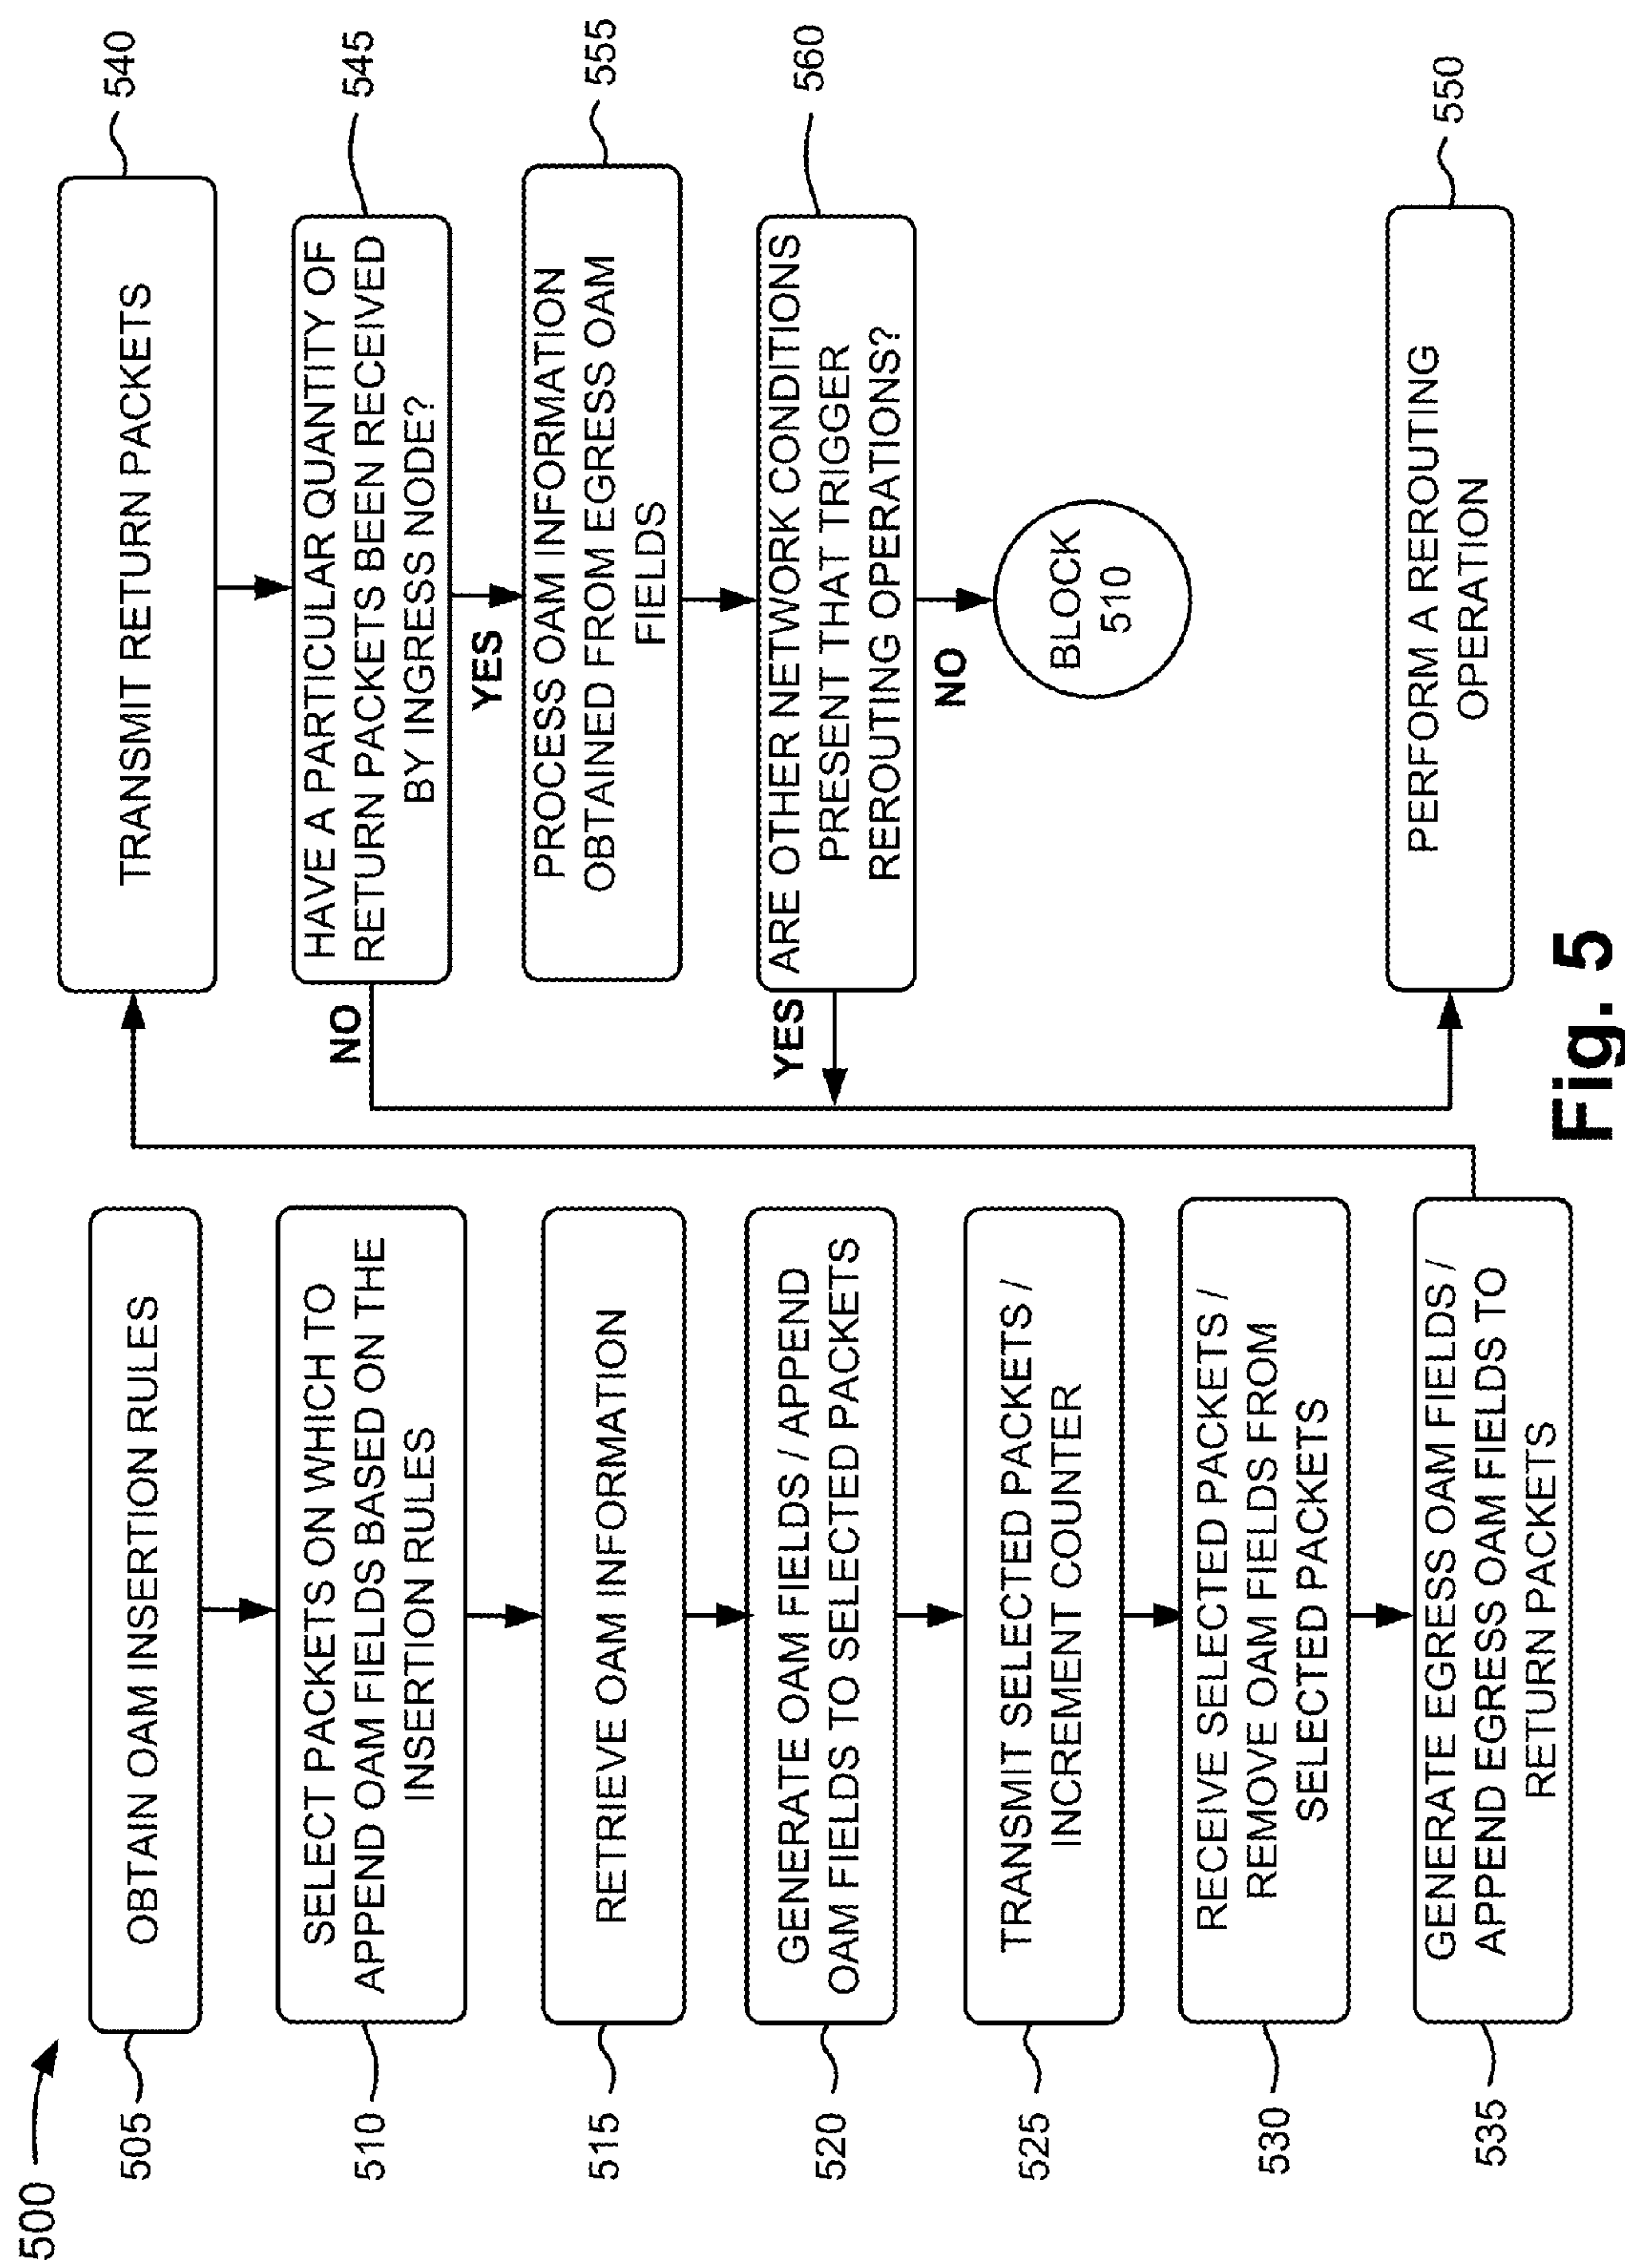 500
505
OBTAIN OAM INSERTION RULES
510
SELECT PACKETS ON WHICH TO
APPEND OAM FIELDS BASED ON THE
INSERTION RULES
515
RETRIEVE OAM INFORMATION
520
GENERATE OAM FIELDS / APPEND
OAM FIELDS TO SELECTED PACKETS
525
TRANSMIT SELECTED PACKETS /
INCREMENT COUNTER
530
RECEIVE SELECTED PACKETS /
REMOVE OAM FIELDS FROM
SELECTED PACKETS
535
GENERATE EGRESS OAM FIELDS /
APPEND EGRESS OAM FIELDS TO
RETURN PACKETS
540
TRANSMIT RETURN PACKETS
545
HAVE A PARTICULAR QUANTITY OF
RETURN PACKETS BEEN RECEIVED
BY INGRESS NODE?
NO
YES
555
PROCESS OAM INFORMATION
OBTAINED FROM EGRESS OAM
FIELDS
560
ARE OTHER NETWORK CONDITIONS
PRESENT THAT TRIGGER
REROUTING OPERATIONS?
YES
NO
BLOCK
510
550
PERFORM A REROUTING
OPERATION
Fig. 5